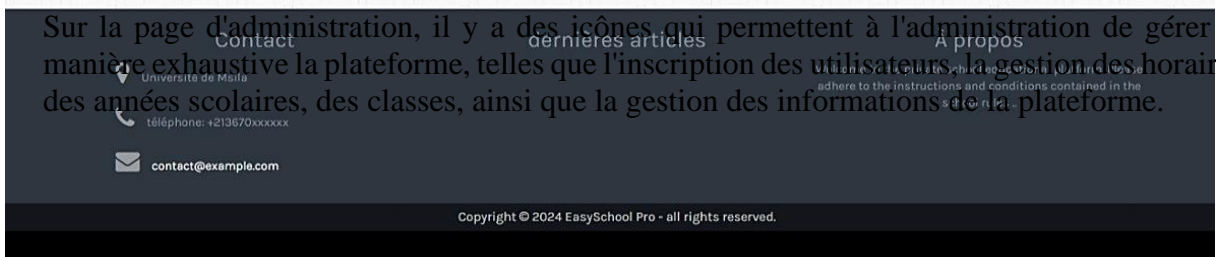 Sur la page d'administration, il y a des icônes qui permettent à l'administration de gérer
manière exhaustive la plateforme, telles que l'inscription des utilisateurs, la gestion des horair
des années scolaires, des classes, ainsi que la gestion des informations de la plateforme.
Contact
dernières articles
À propos
Université de Msila
adhere to the instructions and conditions contained in the
school rules
téléphone: +213670xxxxxx
contact@example.com
Copyright © 2024 EasySchool Pro - all rights reserved.